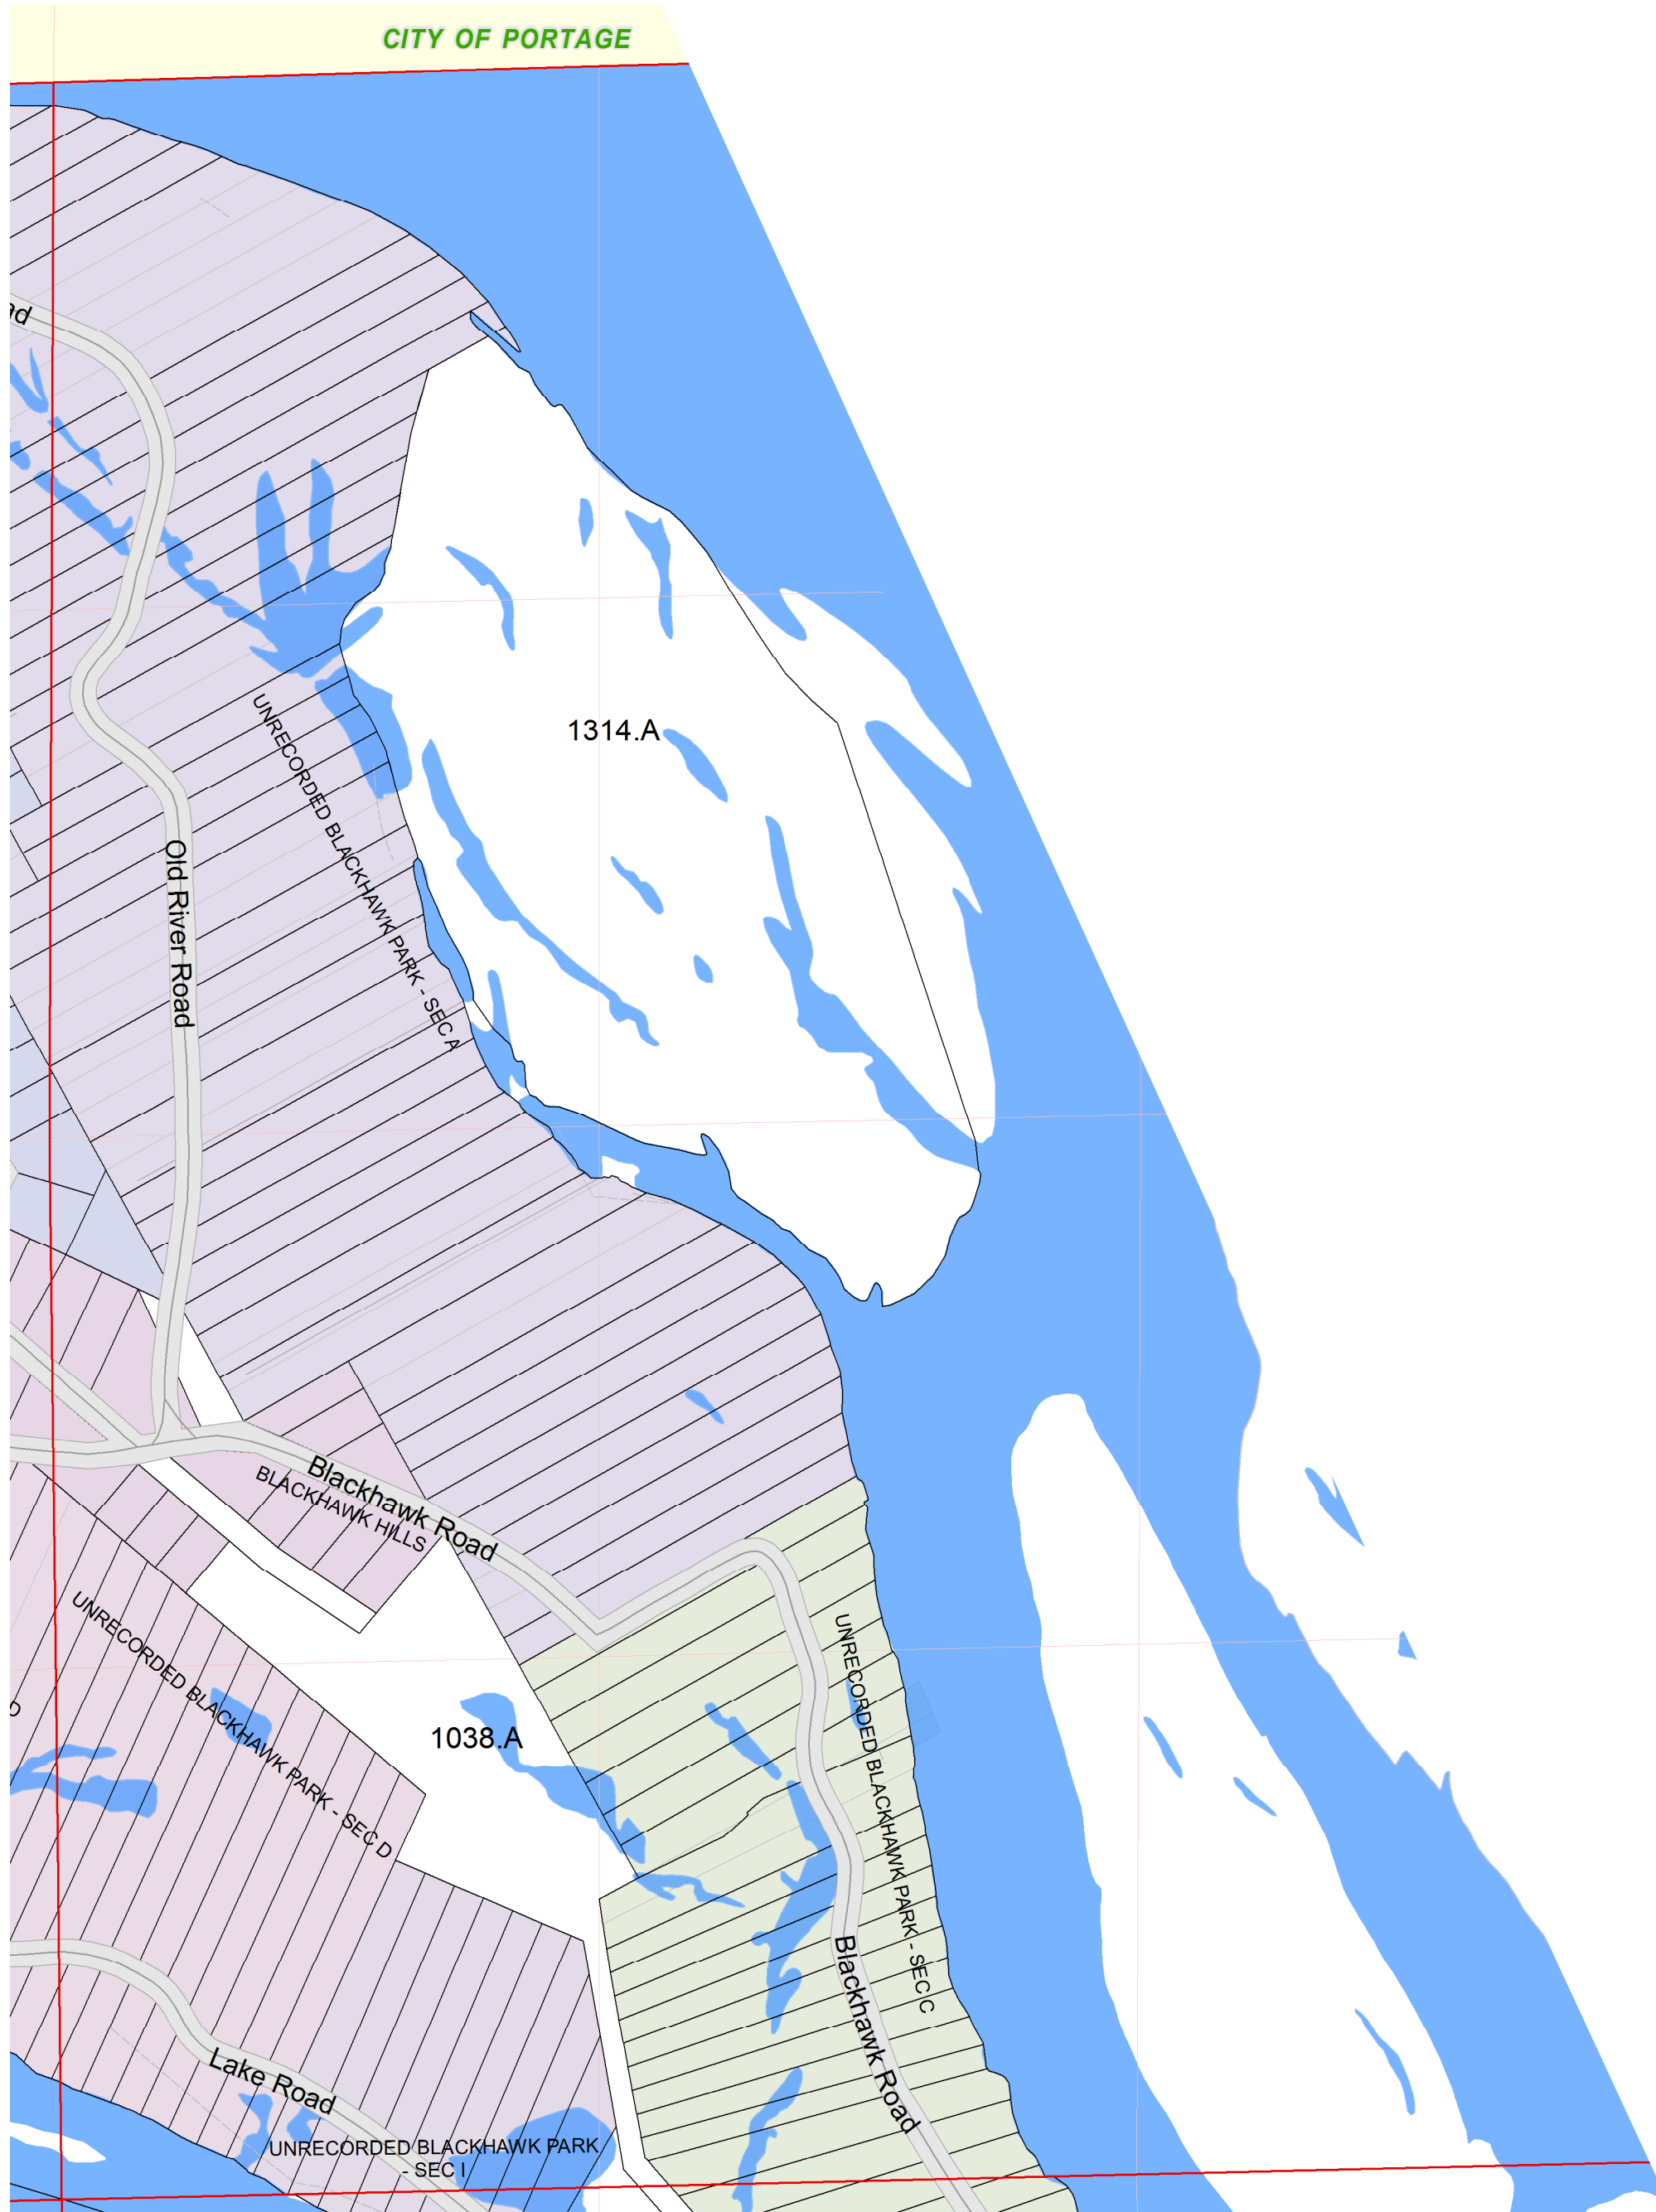 CITY OF PORTAGE
UNRECORDED BLACKHAWK PARK - SEC A
1314.A
Old River Road
Blackhawk Road
BLACKHAWK HILLS
UNRECORDED BLACKHAWK PARK - SEC D
1038.A
UNRECORDED BLACKHAWK PARK - SEC C
Blackhawk Road
Lake Road
UNRECORDED BLACKHAWK PARK
- SEC I